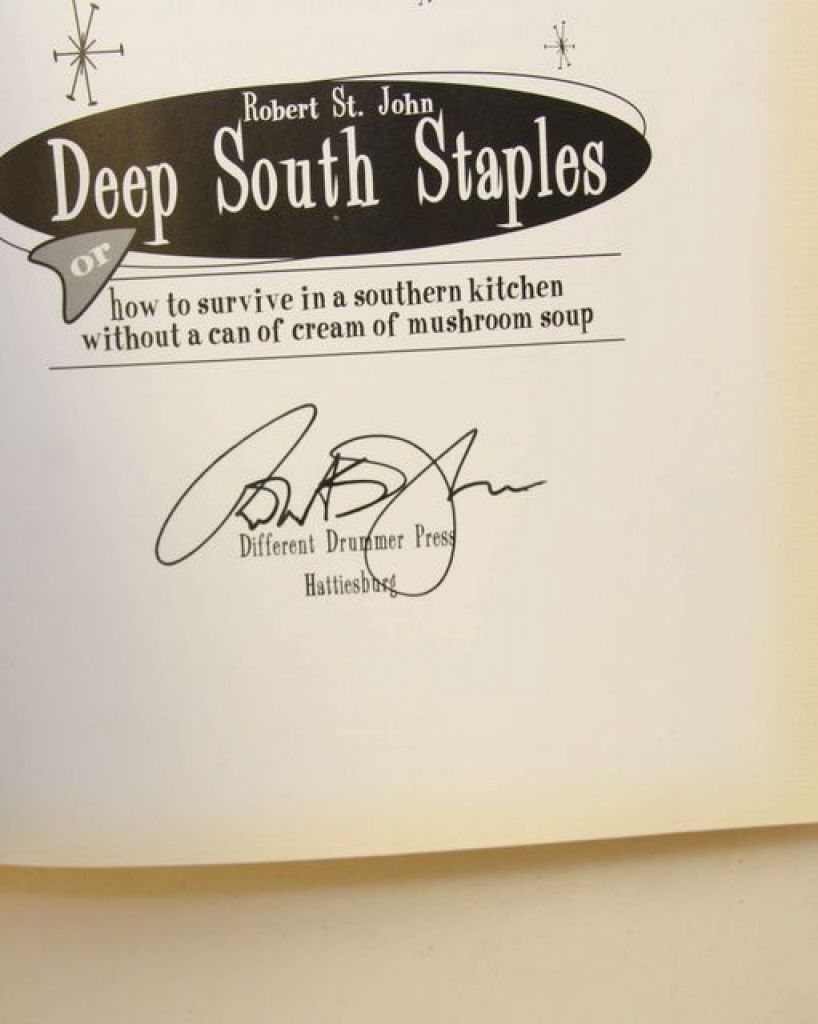 Robert St. John
Deep South Staples
or
how to survive in a southern kitchen
without a can of cream of mushroom soup
Different Drummer Press
Hattiesburg